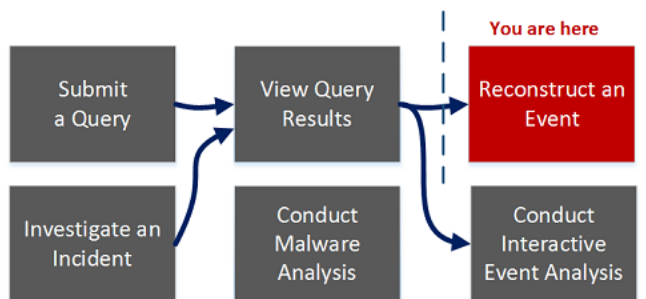 You are here
Submit
a Query
View Query
Results
Reconstruct an
Event
Investigate an
Incident
Conduct
Malware
Analysis
Conduct
Interactive
Event Analysis